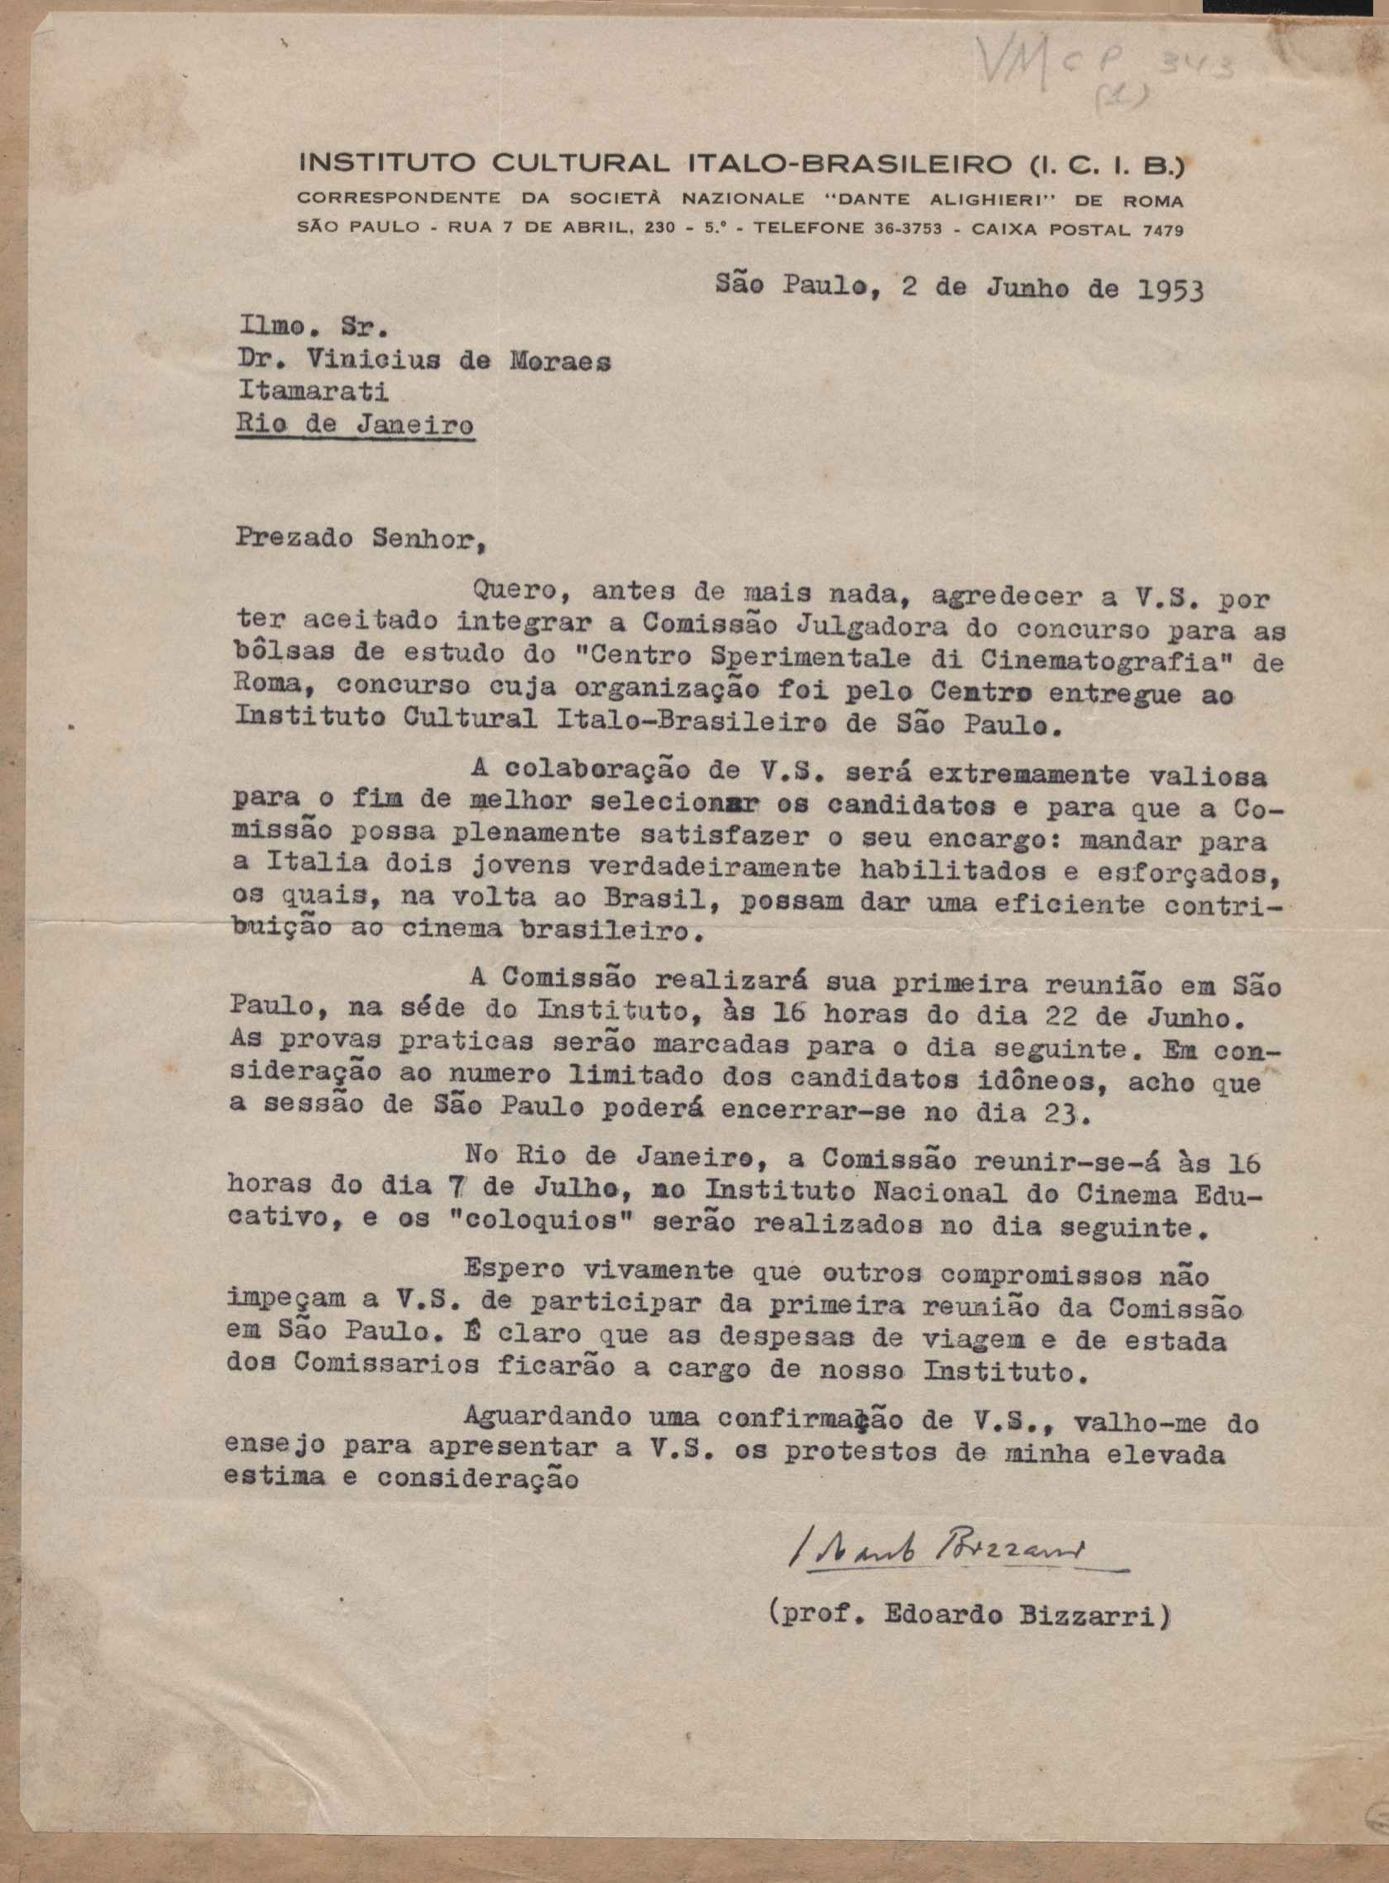 VMcP 343
(1)
INSTITUTO CULTURAL ITALO-BRASILEIRO (I. C. I. B.)
CORRESPONDENTE DA SOCIETÀ NAZIONALE "DANTE ALIGHIERI" DE ROMA
SÃO PAULO - RUA 7 DE ABRIL, 230 - 5.º - TELEFONE 36-3753 - CAIXA POSTAL 7479
São Paulo, 2 de Junho de 1953
Ilmo. Sr.
Dr. Vinicius de Moraes
Itamarati
Rio de Janeiro
Prezado Senhor,
Quero, antes de mais nada, agredecer a V.S. por
ter aceitado integrar a Comissão Julgadora do concurso para as
bôlsas de estudo do "Centro Sperimentale di Cinematografia" de
Roma, concurso cuja organização foi pelo Centro entregue ao
Instituto Cultural Italo-Brasileiro de São Paulo.
A colaboração de V.S. será extremamente valiosa
para o fim de melhor selecionar os candidatos e para que a Co-
missão possa plenamente satisfazer o seu encargo: mandar para
a Italia dois jovens verdadeiramente habilitados e esforçados,
os quais, na volta ao Brasil, possam dar uma eficiente contri-
buição ao cinema brasileiro.
A Comissão realizará sua primeira reunião em São
Paulo, na séde do Instituto, às 16 horas do dia 22 de Junho.
As provas praticas serão marcadas para o dia seguinte. Em con-
sideração ao numero limitado dos candidatos idôneos, acho que
a sessão de São Paulo poderá encerrar-se no dia 23.
No Rio de Janeiro, a Comissão reunir-se-á às 16
horas do dia 7 de Julho, no Instituto Nacional do Cinema Edu-
cativo, e os "coloquios" serão realizados no dia seguinte.
Espero vivamente que outros compromissos não
impeçam a V.S. de participar da primeira reunião da Comissão
em São Paulo. É claro que as despesas de viagem e de estada
dos Comissarios ficarão a cargo de nosso Instituto.
Aguardando uma confirmação de V.S., valho-me do
ensejo para apresentar a V.S. os protestos de minha elevada
estima e consideração
Edoardo Bizzarri
(prof. Edoardo Bizzarri)